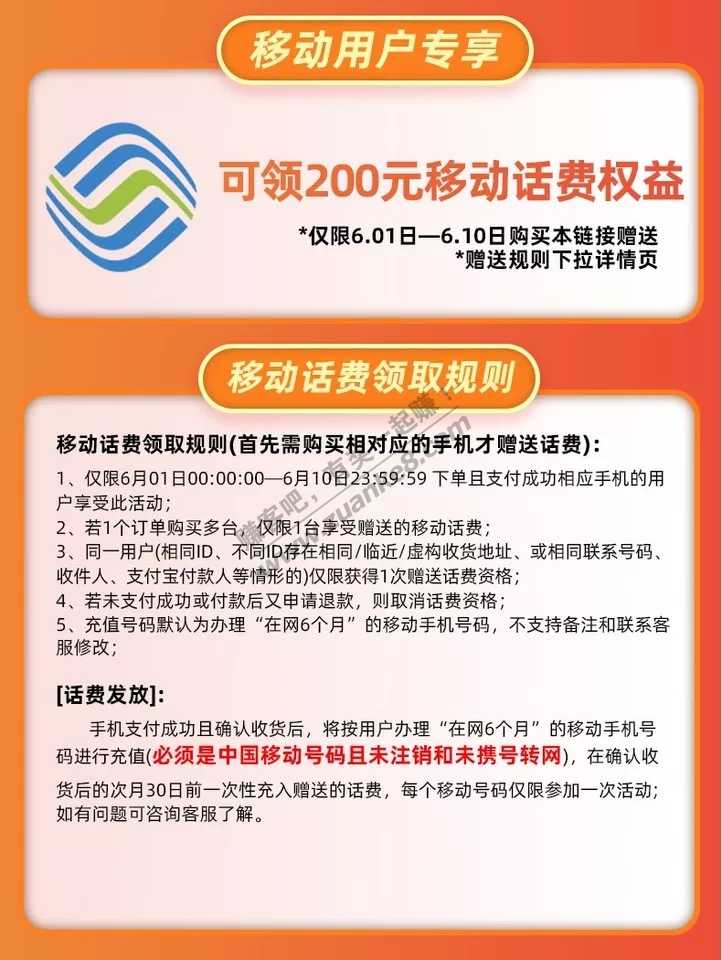 移动用户专享
可领200元移动话费权益
*仅限6.01日—6.10日购买本链接赠送
*赠送规则下拉详情页
移动话费领取规则
移动话费领取规则(首先需购买相对应的手机才赠送话费)：
1、仅限6月01日00:00:00—6月10日23:59:59 下单且支付成功相应手机的用
户享受此活动；
2、若1个订单购买多台，仅限1台享受赠送的移动话费；
3、同一用户(相同ID、不同ID存在相同/临近/虚构收货地址、或相同联系号码、
收件人、支付宝付款人等情形的)仅限获得1次赠送话费资格；
4、若未支付成功或付款后又申请退款，则取消话费资格；
5、充值号码默认为办理“在网6个月”的移动手机号码，不支持备注和联系客
服修改；
[话费发放]：
手机支付成功且确认收货后，将按用户办理“在网6个月”的移动手机号
码进行充值(必须是中国移动号码且未注销和未携号转网)，在确认收
货后的次月30日前一次性充入赠送的话费，每个移动号码仅限参加一次活动；
如有问题可咨询客服了解。
赚客吧，有奖一起赚！
www.zuanke8.com